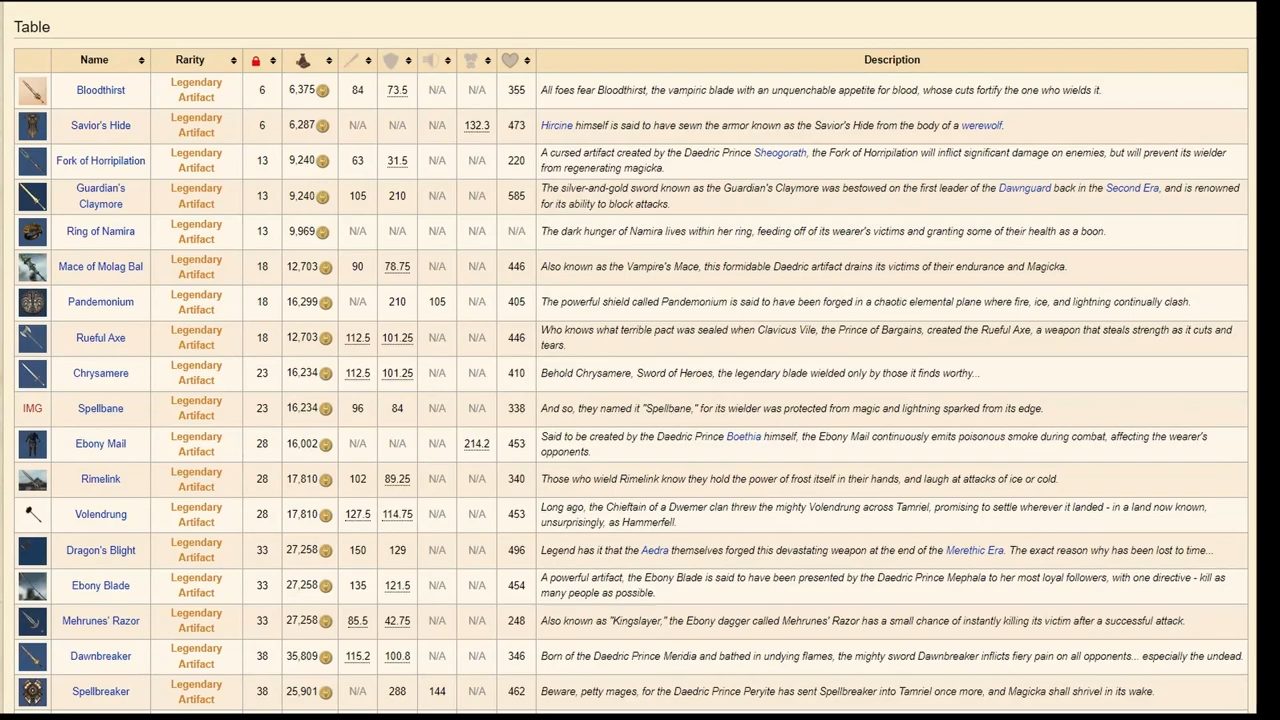 Table
Name Rarity Description
Bloodthirst Legendary Artifact 6 6,375 84 73.5 N/A N/A 355 All foes fear Bloodthirst, the vampiric blade with an unquenchable appetite for blood, whose cuts fortify the one who wields it.
Savior's Hide Legendary Artifact 6 6,287 N/A N/A N/A 132.3 473 Hircine himself is said to have sewn the armor known as the Savior's Hide from the body of a werewolf.
Fork of Horripilation Legendary Artifact 13 9,240 63 31.5 N/A N/A 220 A cursed artifact created by the Daedric Prince Sheogorath, the Fork of Horripilation will inflict significant damage on enemies, but will prevent its wielder
from regenerating magicka.
Guardian's Claymore Legendary Artifact 13 9,240 105 210 N/A N/A 585 The silver-and-gold sword known as the Guardian's Claymore was bestowed on the first leader of the Dawnguard back in the Second Era, and is renowned
for its ability to block attacks.
Ring of Namira Legendary Artifact 13 9,969 N/A N/A N/A N/A N/A The dark hunger of Namira lives within her ring, feeding off of its wearer's victims and granting some of their health as a boon.
Mace of Molag Bal Legendary Artifact 18 12,703 90 78.75 N/A N/A 446 Also known as the Vampire's Mace, this formidable Daedric artifact drains its victims of their endurance and Magicka.
Pandemonium Legendary Artifact 18 16,299 N/A 210 105 N/A 405 The powerful shield called Pandemonium is said to have been forged in a chaotic elemental plane where fire, ice, and lightning continually clash.
Rueful Axe Legendary Artifact 18 12,703 112.5 101.25 N/A N/A 446 Who knows what terrible pact was sealed when Clavicus Vile, the Prince of Bargains, created the Rueful Axe, a weapon that steals strength as it cuts and
tears.
Chrysamere Legendary Artifact 23 16,234 112.5 101.25 N/A N/A 410 Behold Chrysamere, Sword of Heroes, the legendary blade wielded only by those it finds worthy...
IMG Spellbane Legendary Artifact 23 16,234 96 84 N/A N/A 338 And so, they named it "Spellbane," for its wielder was protected from magic and lightning sparked from its edge.
Ebony Mail Legendary Artifact 28 16,002 N/A N/A N/A 214.2 453 Said to be created by the Daedric Prince Boethia himself, the Ebony Mail continuously emits poisonous smoke during combat, affecting the wearer's
opponents.
Rimelink Legendary Artifact 28 17,810 102 89.25 N/A N/A 340 Those who wield Rimelink know they hold the power of frost itself in their hands, and laugh at attacks of ice or cold.
Volendrung Legendary Artifact 28 17,810 127.5 114.75 N/A N/A 453 Long ago, the Chieftain of a Dwemer clan threw the mighty Volendrung across Tamriel, promising to settle wherever it landed - in a land now known,
unsurprisingly, as Hammerfell.
Dragon's Blight Legendary Artifact 33 27,258 150 129 N/A N/A 496 Legend has it that the Aedra themselves forged this devastating weapon at the end of the Merethic Era. The exact reason why has been lost to time...
Ebony Blade Legendary Artifact 33 27,258 135 121.5 N/A N/A 454 A powerful artifact, the Ebony Blade is said to have been presented by the Daedric Prince Mephala to her most loyal followers, with one directive - kill as
many people as possible.
Mehrunes' Razor Legendary Artifact 33 27,258 85.5 42.75 N/A N/A 248 Also known as "Kingslayer," the Ebony dagger called Mehrunes' Razor has a small chance of instantly killing its victim after a successful attack.
Dawnbreaker Legendary Artifact 38 35,809 115.2 100.8 N/A N/A 346 Born of the Daedric Prince Meridia and bathed in undying flames, the mighty sword Dawnbreaker inflicts fiery pain on all opponents... especially the undead.
Spellbreaker Legendary Artifact 38 25,901 N/A 288 144 N/A 462 Beware, petty mages, for the Daedric Prince Peryite has sent Spellbreaker into Tamriel once more, and Magicka shall shrivel in its wake.